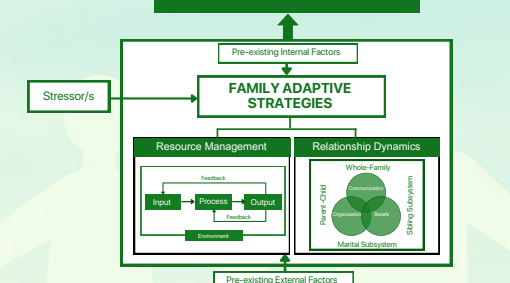 Pre-existing Internal Factors
Stressor/s
FAMILY ADAPTIVE
STRATEGIES
Resource Management
Relationship Dynamics
Feedback
Input
Process
Output
Feedback
Environment
Whole-Family
Parent-Child
Communication
Organization
Beliefs
Sibling Subsystem
Marital Subsystem
Pre-existing External Factors